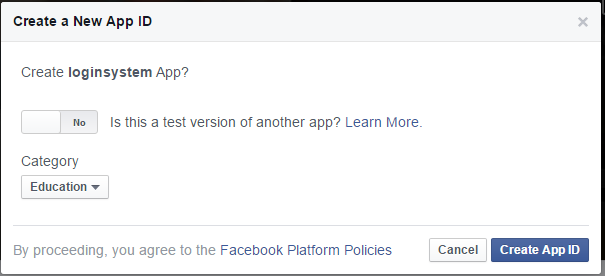 Create a New App ID ×
Create loginsystem App?
No Is this a test version of another app? Learn More.
Category
Education
By proceeding, you agree to the Facebook Platform Policies Cancel Create App ID